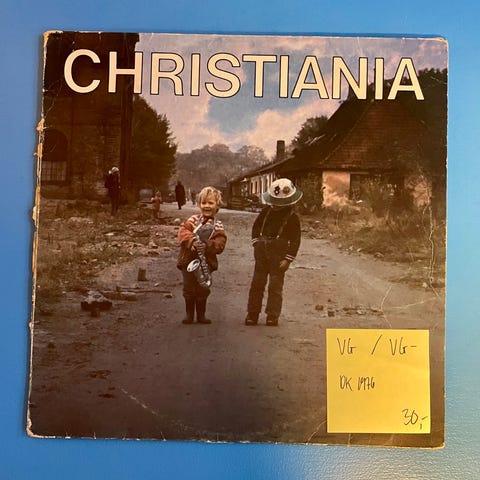 CHRISTIANIA
VG / VG-
DK 1976
30,-